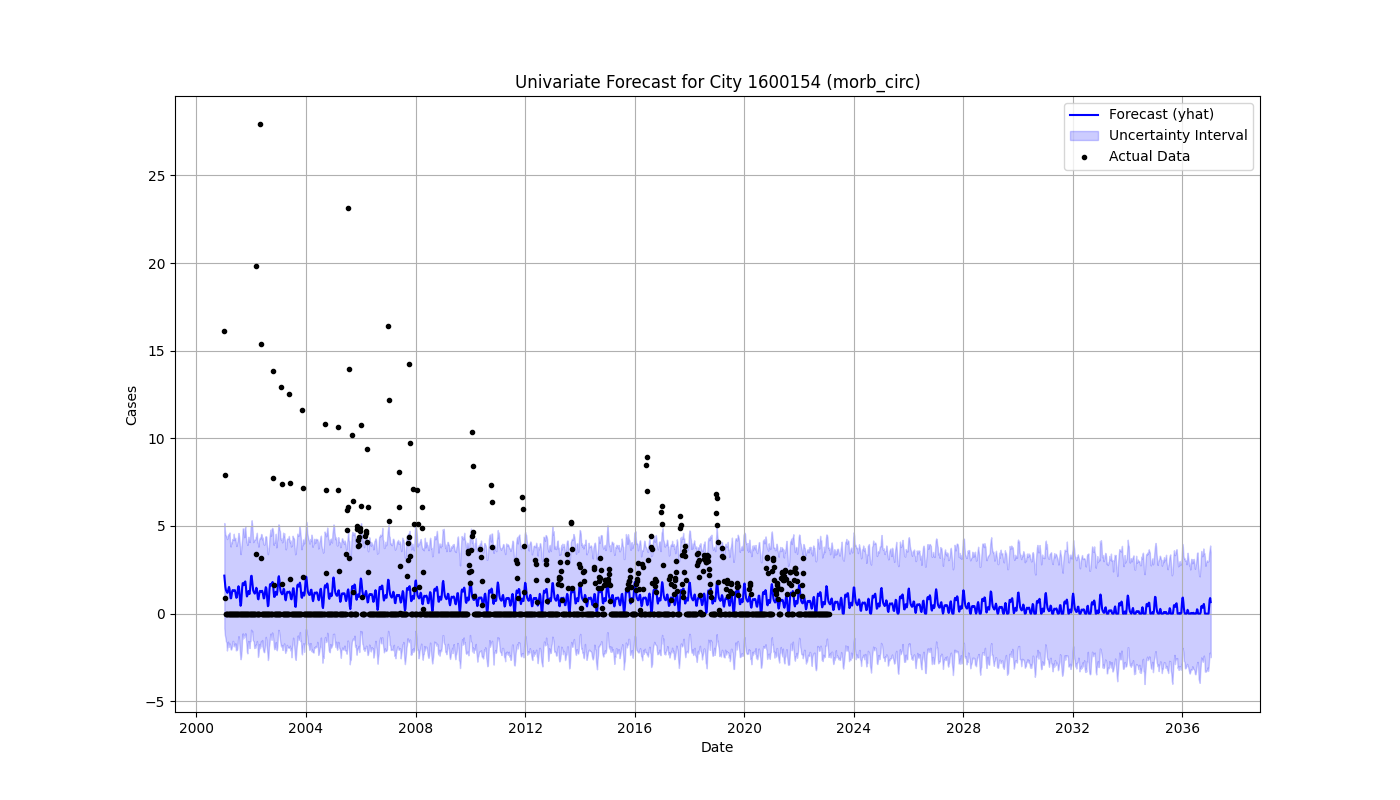 Univariate Forecast for City 1600154 (morb_circ)
Forecast (yhat)
Uncertainty Interval
Actual Data
25
20
15
10
5
0
−5
Cases
2000 2004 2008 2012 2016 2020 2024 2028 2032 2036
Date